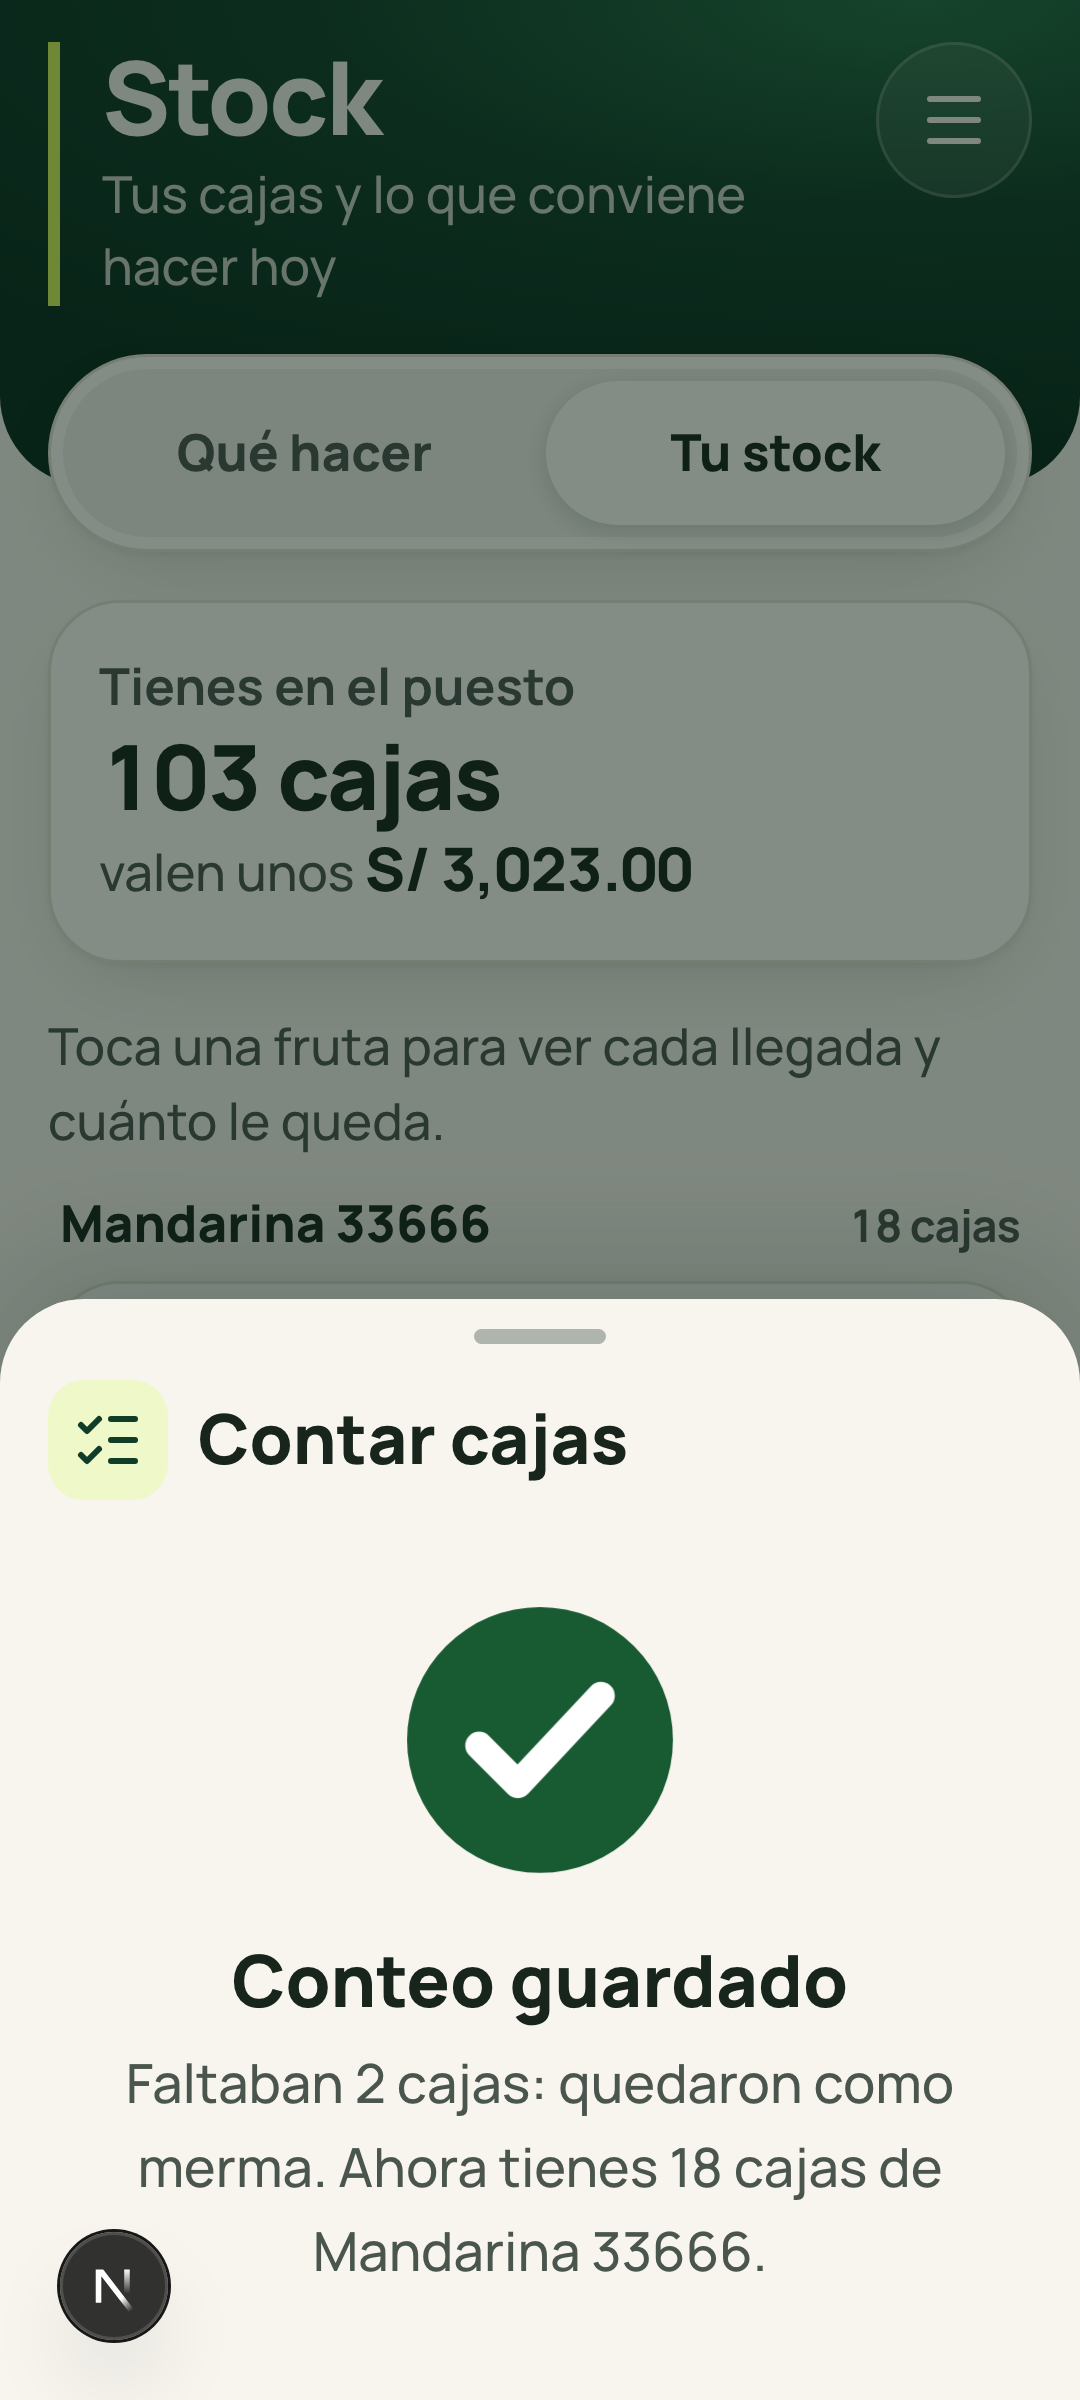 Stock
Tus cajas y lo que conviene
hacer hoy
Qué hacer
Tu stock
Tienes en el puesto
103 cajas
valen unos S/ 3,023.00
Toca una fruta para ver cada llegada y
cuánto le queda.
Mandarina 33666
18 cajas
Contar cajas
Conteo guardado
Faltaban 2 cajas: quedaron como
merma. Ahora tienes 18 cajas de
Mandarina 33666.
N